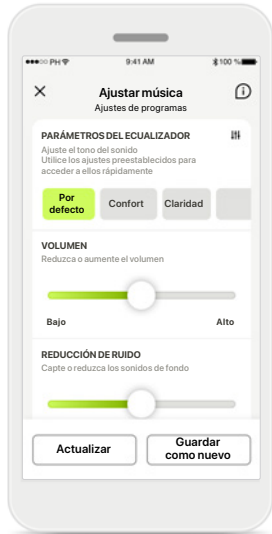 PH 9:41 AM 100 %
Ajustar música
Ajustes de programas
PARÁMETROS DEL ECUALIZADOR
Ajuste el tono del sonido
Utilice los ajustes preestablecidos para
acceder a ellos rápidamente
Por
defecto
Confort
Claridad
VOLUMEN
Reduzca o aumente el volumen
Bajo Alto
REDUCCIÓN DE RUIDO
Capte o reduzca los sonidos de fondo
Actualizar
Guardar
como nuevo